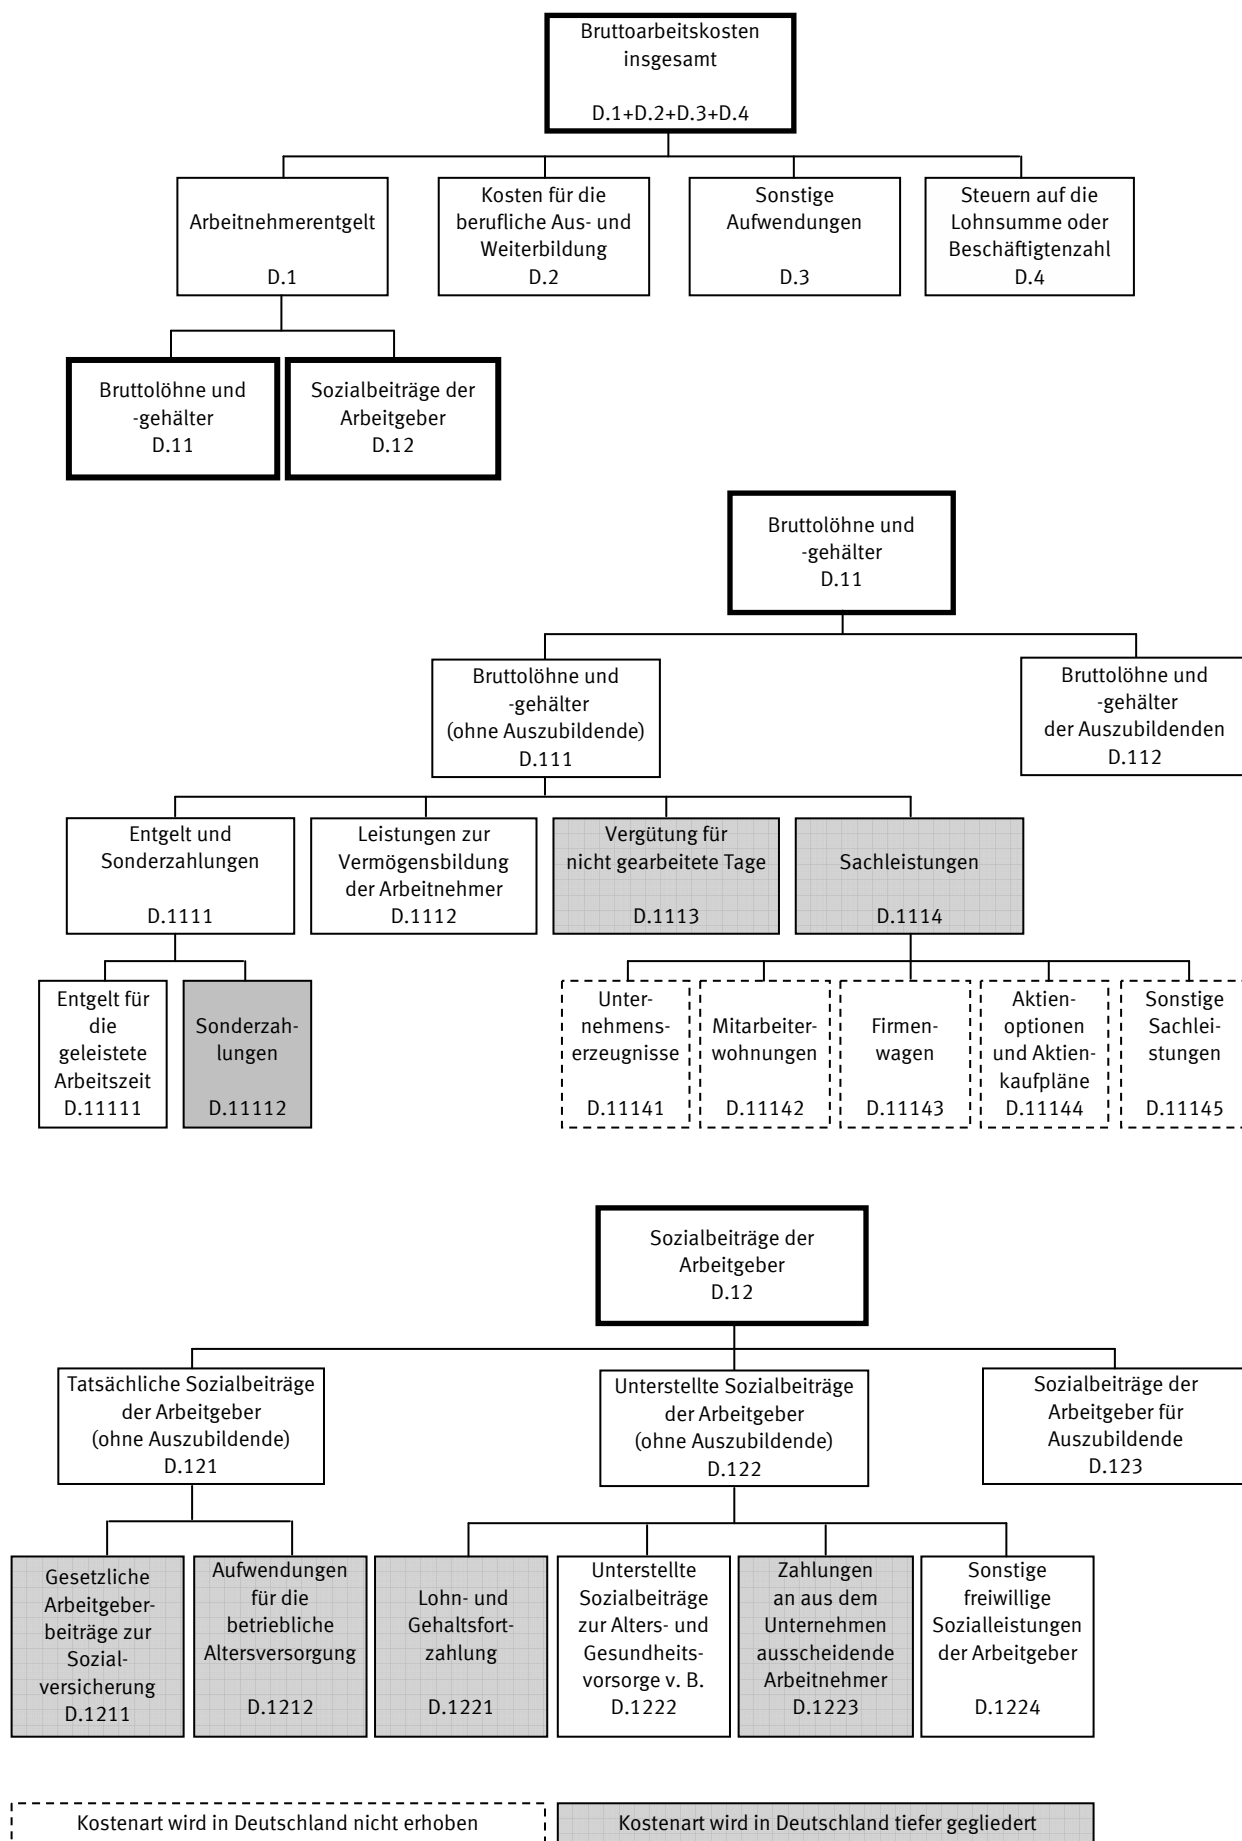 Bruttoarbeitskosten
insgesamt
D.1+D.2+D.3+D.4
Arbeitnehmerentgelt
D.1
Kosten für die
berufliche Aus- und
Weiterbildung
D.2
Sonstige
Aufwendungen
D.3
Steuern auf die
Lohnsumme oder
Beschäftigtenzahl
D.4
Bruttolöhne und
-gehälter
D.11
Sozialbeiträge der
Arbeitgeber
D.12
Bruttolöhne und
-gehälter
D.11
Bruttolöhne und
-gehälter
(ohne Auszubildende)
D.111
Bruttolöhne und
-gehälter
der Auszubildenden
D.112
Entgelt und
Sonderzahlungen
D.1111
Leistungen zur
Vermögensbildung
der Arbeitnehmer
D.1112
Vergütung für
nicht gearbeitete Tage
D.1113
Sachleistungen
D.1114
Entgelt für
die
geleistete
Arbeitszeit
D.11111
Sonderzah-
lungen
D.11112
Unter-
nehmens-
erzeugnisse
D.11141
Mitarbeiter-
wohnungen
D.11142
Firmen-
wagen
D.11143
Aktien-
optionen
und Aktien-
kaufpläne
D.11144
Sonstige
Sachlei-
stungen
D.11145
Sozialbeiträge der
Arbeitgeber
D.12
Tatsächliche Sozialbeiträge
der Arbeitgeber
(ohne Auszubildende)
D.121
Unterstellte Sozialbeiträge
der Arbeitgeber
(ohne Auszubildende)
D.122
Sozialbeiträge der
Arbeitgeber für
Auszubildende
D.123
Gesetzliche
Arbeitgeber-
beiträge zur
Sozial-
versicherung
D.1211
Aufwendungen
für die
betriebliche
Altersversorgung
D.1212
Lohn- und
Gehaltsfort-
zahlung
D.1221
Unterstellte
Sozialbeiträge
zur Alters- und
Gesundheits-
vorsorge v. B.
D.1222
Zahlungen
an aus dem
Unternehmen
ausscheidende
Arbeitnehmer
D.1223
Sonstige
freiwillige
Sozialleistungen
der Arbeitgeber
D.1224
Kostenart wird in Deutschland nicht erhoben
Kostenart wird in Deutschland tiefer gegliedert